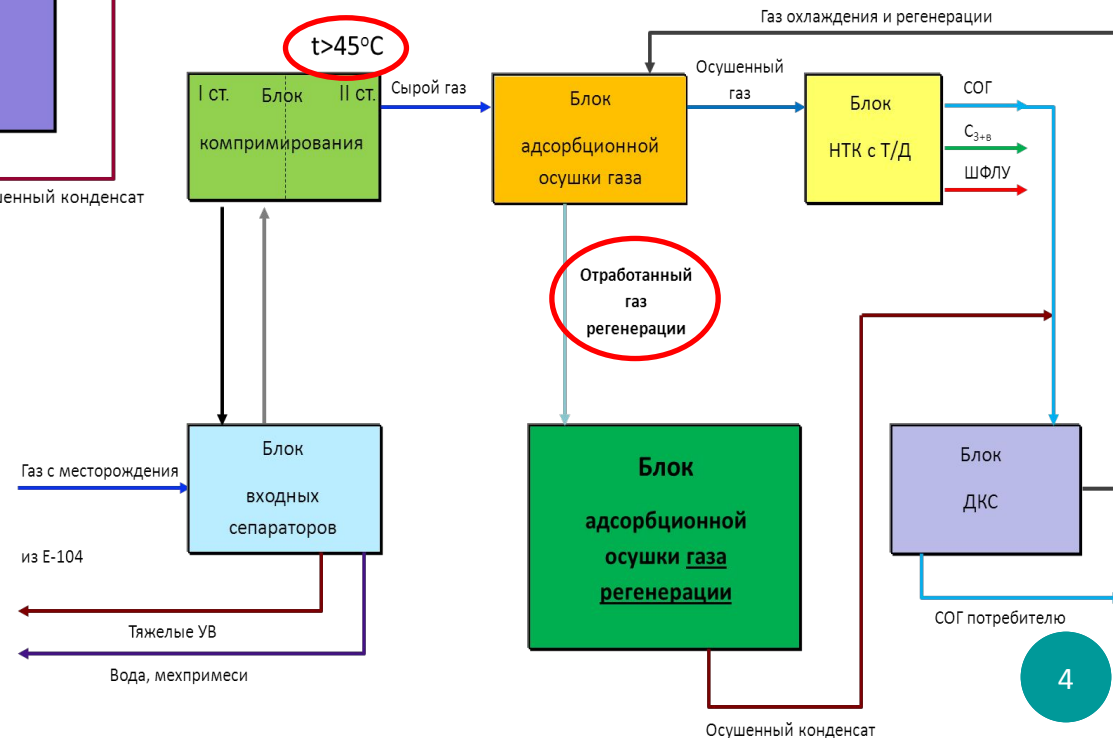 Газ охлаждения и регенерации
t>45°C
I ст. Блок II ст.
компримирования
Сырой газ
Блок
адсорбционной
осушки газа
Осушенный
газ
Блок
НТК с Т/Д
СОГ
C3+в
ШФЛУ
конденсат
Отработанный
газ
регенерации
Газ с месторождения
Блок
входных
сепараторов
Блок
адсорбционной
осушки газа
регенерации
Блок
ДКС
из Е-104
Тяжелые УВ
Вода, мехпримеси
СОГ потребителю
4
Осушенный конденсат